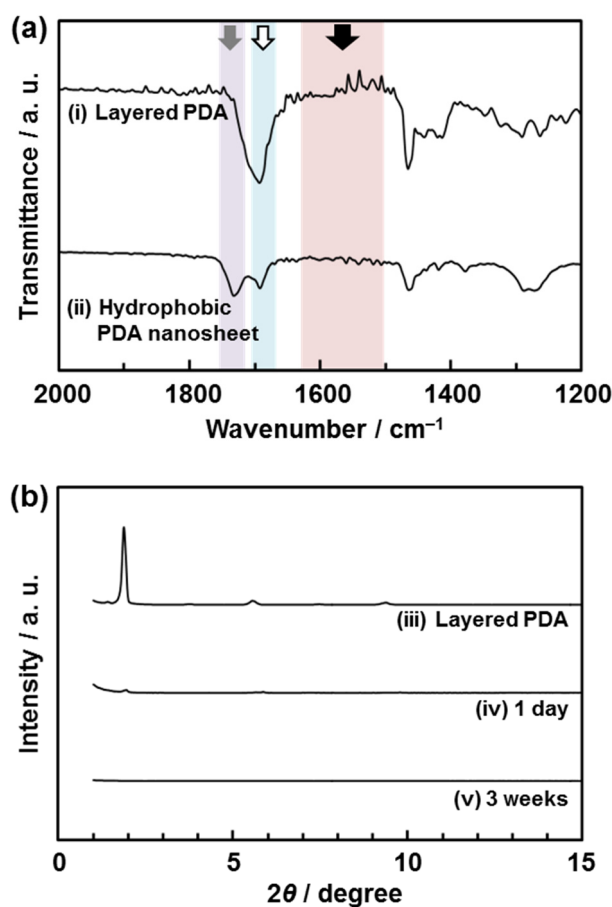 (a)
(i) Layered PDA
(ii) Hydrophobic
PDA nanosheet
Transmittance / a. u.
2000 1800 1600 1400 1200
Wavenumber / cm⁻¹
(b)
(iii) Layered PDA
(iv) 1 day
(v) 3 weeks
Intensity / a. u.
0 5 10 15
2θ / degree